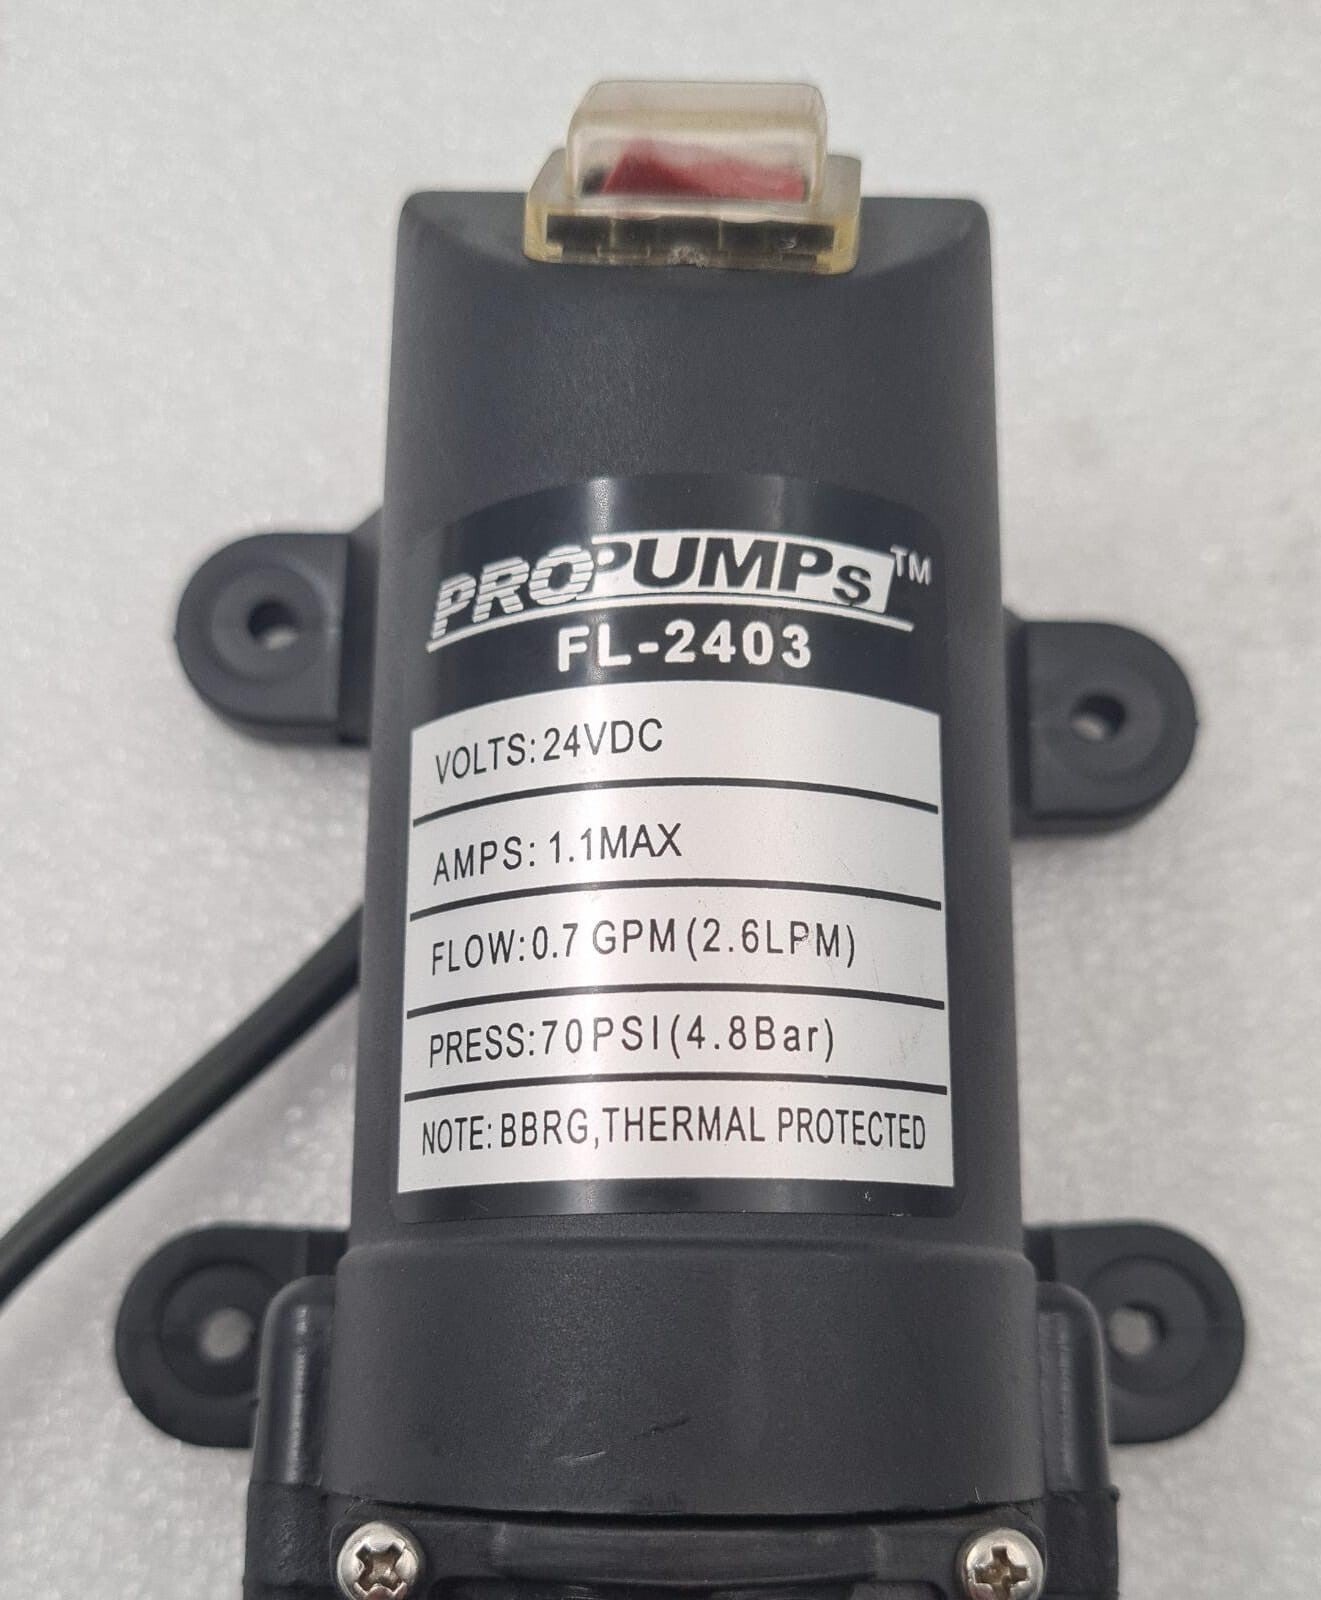 PROPUMPs™
FL-2403
VOLTS:24VDC
AMPS: 1.1MAX
FLOW:0.7 GPM(2.6LPM)
PRESS:70PSI(4.8Bar)
NOTE: BBRG,THERMAL PROTECTED